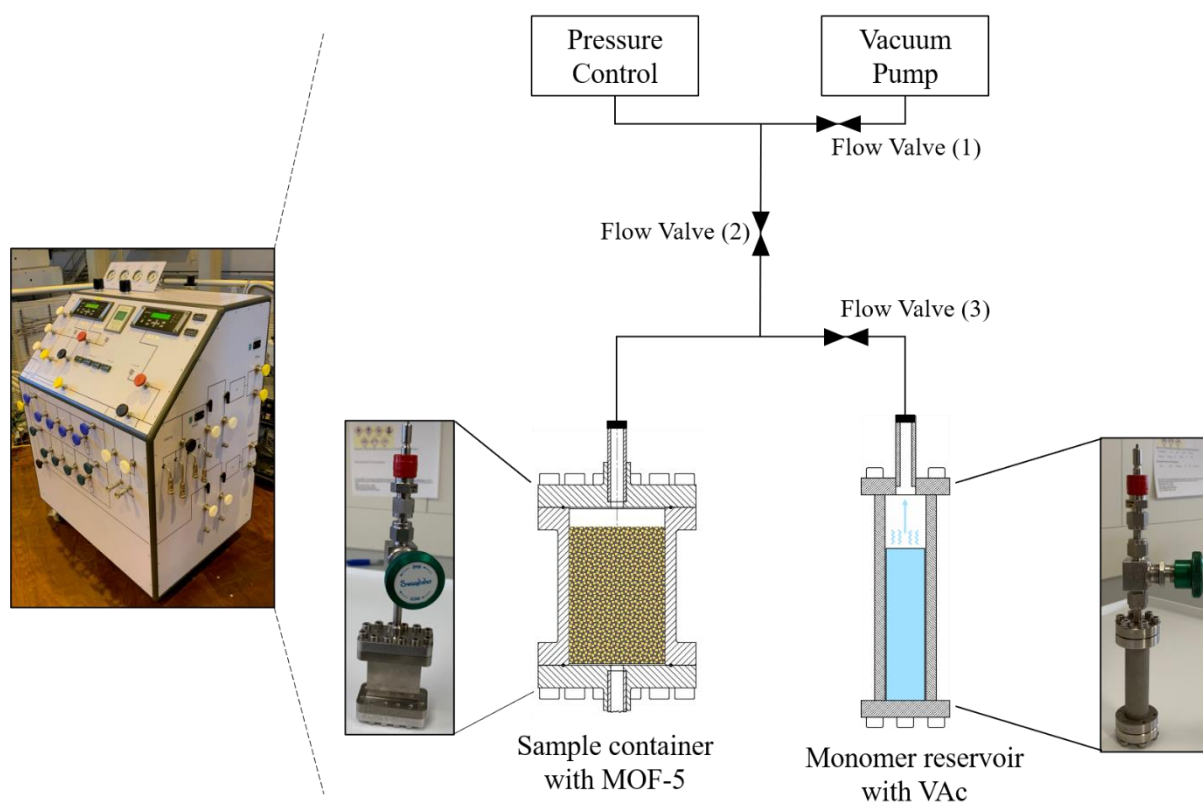 Pressure
Control
Vacuum
Pump
Flow Valve (1)
Flow Valve (2)
Flow Valve (3)
Sample container
with MOF-5
Monomer reservoir
with VAc